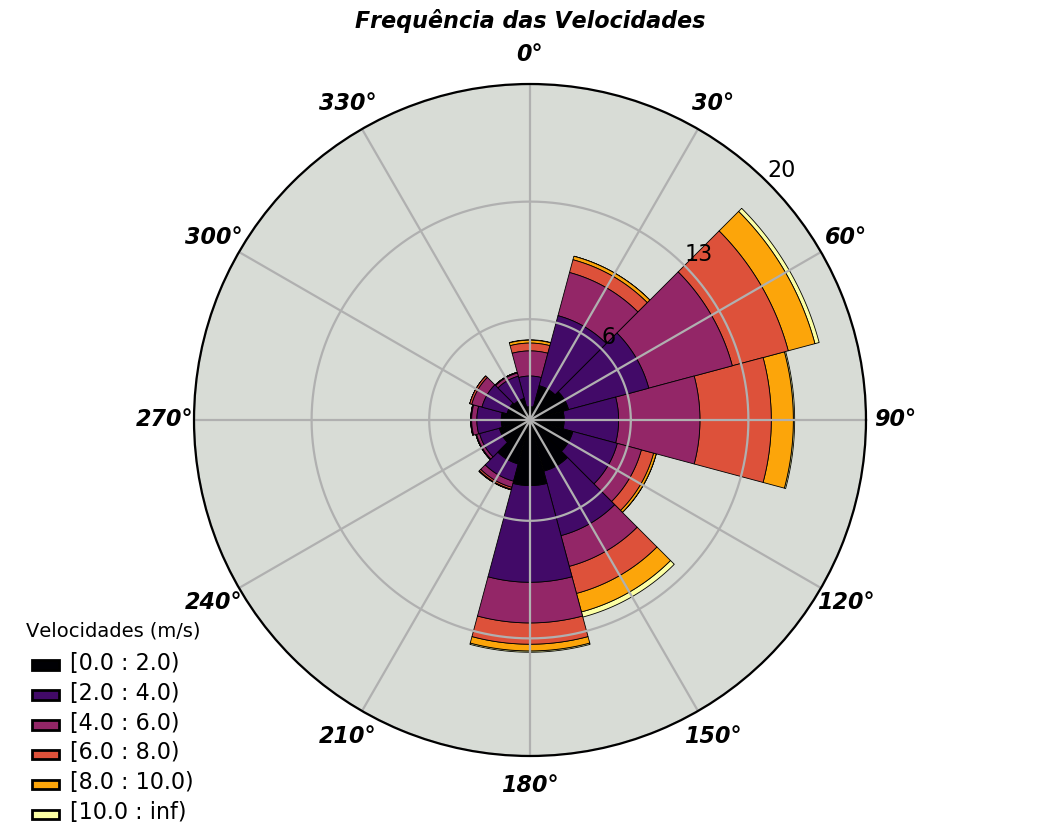 Frequência das Velocidades
0°
330°
30°
20
300°
60°
13
6
270°
90°
240°
120°
210°
150°
180°
Velocidades (m/s)
[0.0 : 2.0)
[2.0 : 4.0)
[4.0 : 6.0)
[6.0 : 8.0)
[8.0 : 10.0)
[10.0 : inf)